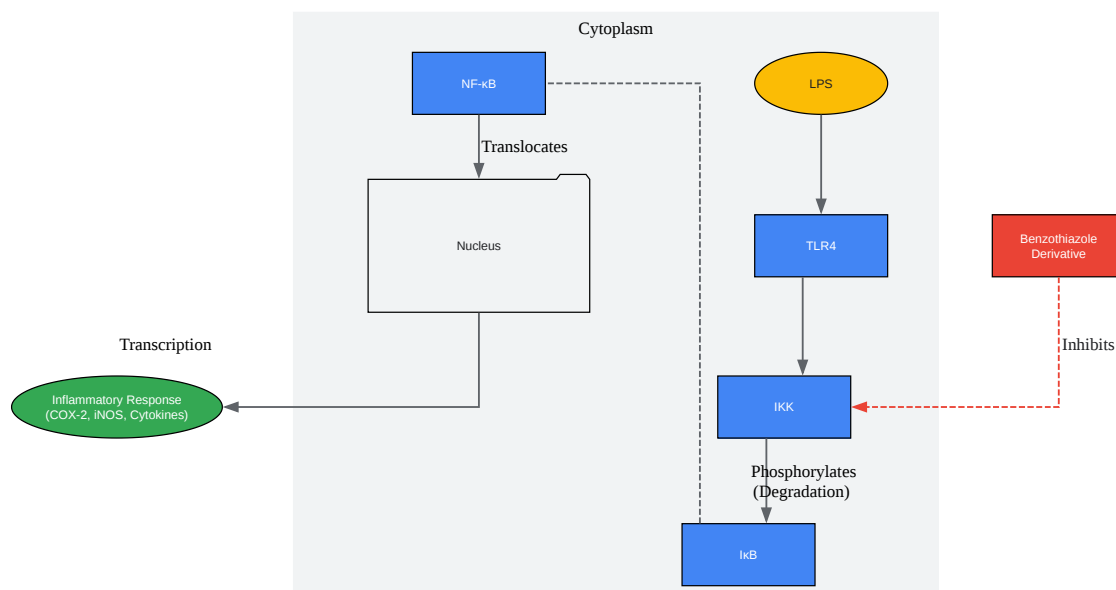 Cytoplasm
NF-κB
LPS
Translocates
Nucleus
TLR4
Benzothiazole
Derivative
Transcription
Inhibits
Inflammatory Response
(COX-2, iNOS, Cytokines)
IKK
Phosphorylates
(Degradation)
IκB